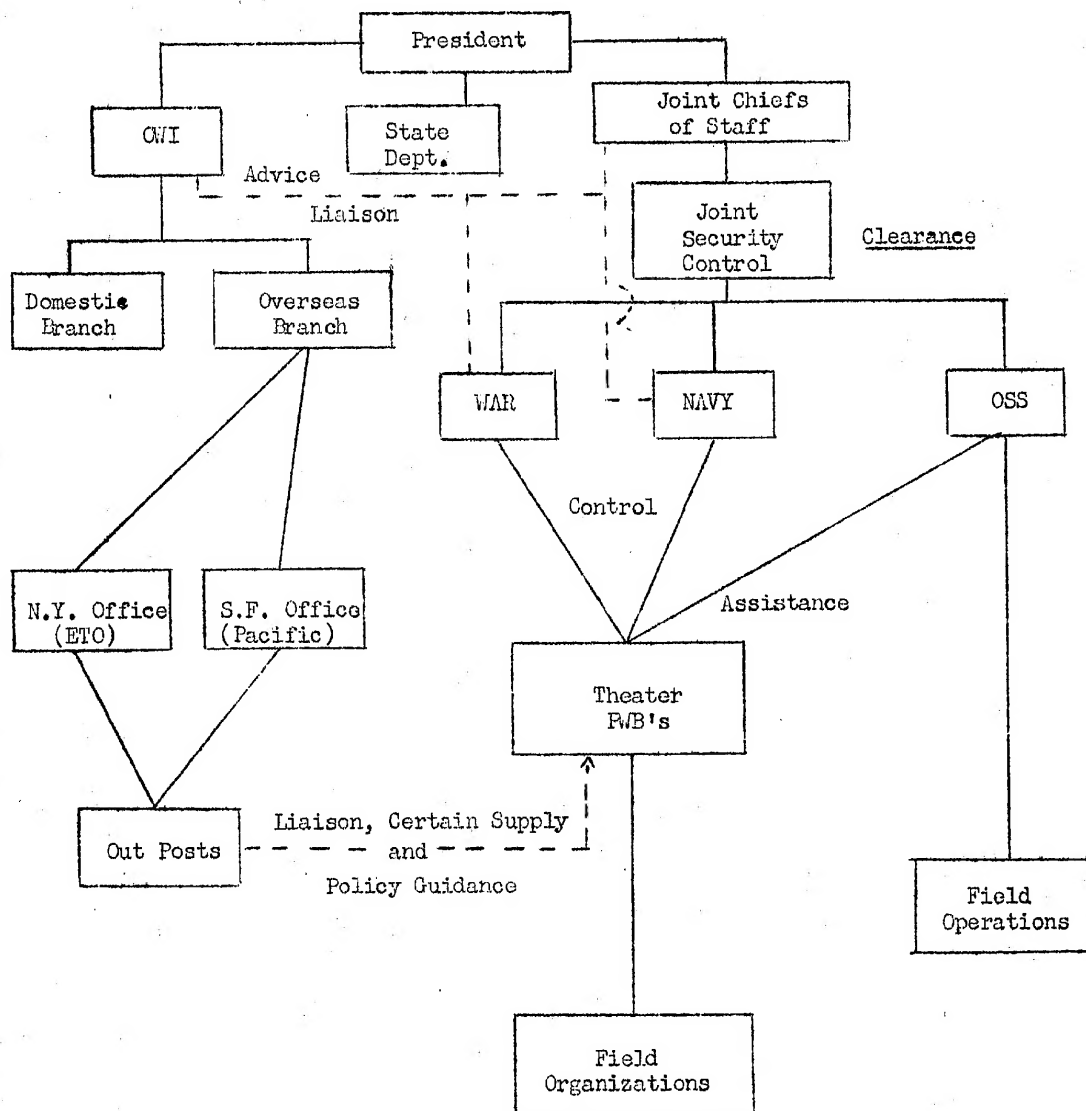 President
OWI
State
Dept.
Joint Chiefs
of Staff
Advice
Liaison
Joint
Security
Control
Clearance
Domestic
Branch
Overseas
Branch
WAR
NAVY
OSS
Control
N.Y. Office
(ETO)
S.F. Office
(Pacific)
Assistance
Theater
PWB's
Out Posts
Liaison, Certain Supply
and
Policy Guidance
Field
Operations
Field
Organizations